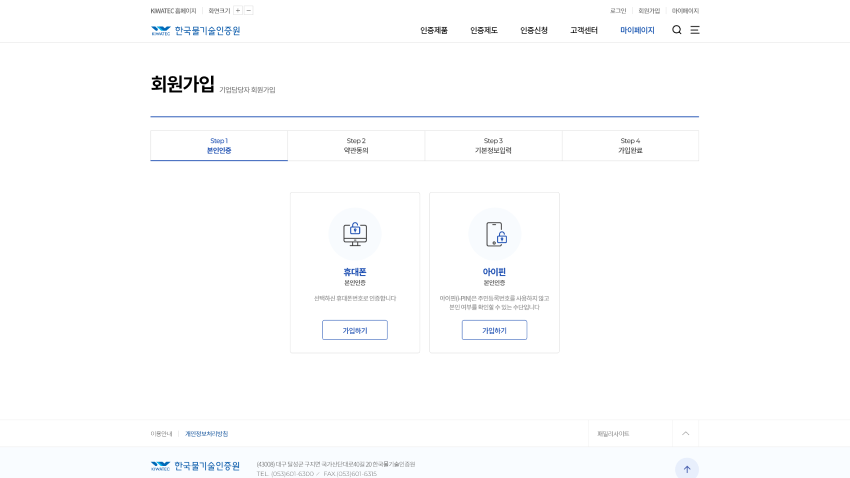 KIWATEC 홈페이지 화면크기 + −
로그인 회원가입 마이페이지
KIWATEC 한국물기술인증원
인증제품 인증제도 인증신청 고객센터 마이페이지
회원가입 기업담당자 회원가입
Step 1
본인인증
Step 2
약관동의
Step 3
기본정보입력
Step 4
가입완료
휴대폰
본인인증
선택하신 휴대폰번호로 인증합니다
가입하기
아이핀
본인인증
아이핀(i-PIN)은 주민등록번호를 사용하지 않고
본인 여부를 확인할 수 있는 수단입니다
가입하기
이용안내 개인정보처리방침
패밀리사이트
KIWATEC 한국물기술인증원
(43008) 대구 달성군 구지면 국가산단대로40길 20 한국물기술인증원
TEL. (053)601-6300 / FAX.(053)601-6315